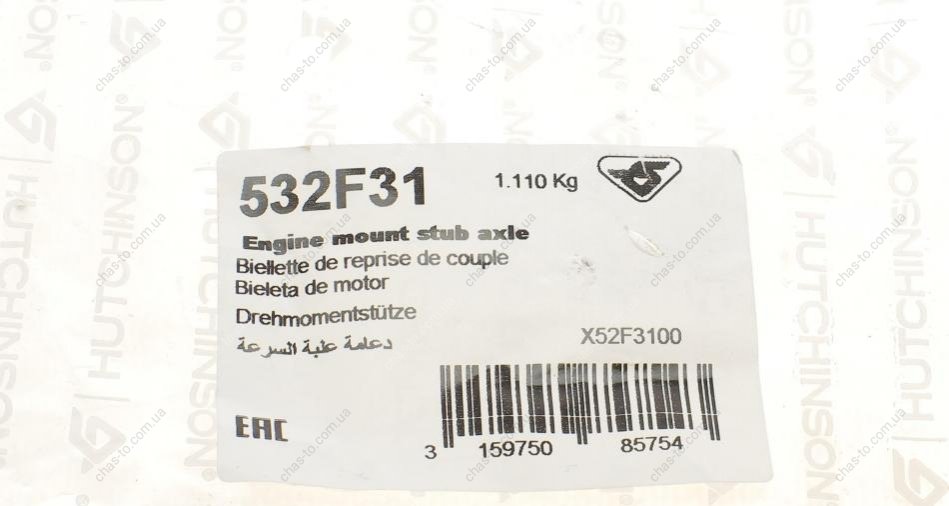 532F31
1.110 Kg
Engine mount stub axle
Biellette de reprise de couple
Bieleta de motor
Drehmomentstütze
دعامة علبة السرعة
X52F3100
EAC
3 159750 85754
HUTCHINSON
chas-to.com.ua